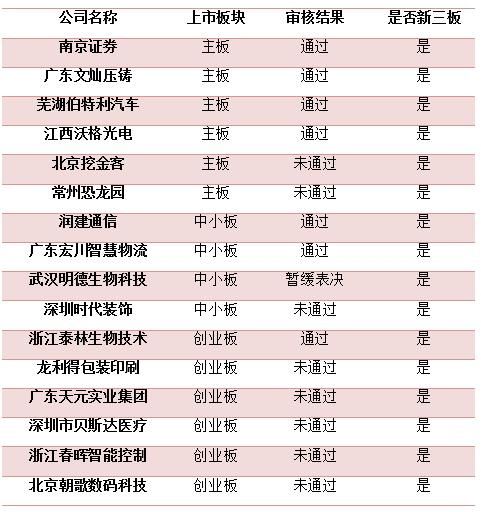 公司名称 上市板块 审核结果 是否新三板
南京证券 主板 通过 是
广东文灿压铸 主板 通过 是
芜湖伯特利汽车 主板 通过 是
江西沃格光电 主板 通过 是
北京挖金客 主板 未通过 是
常州恐龙园 主板 未通过 是
润建通信 中小板 通过 是
广东宏川智慧物流 中小板 通过 是
武汉明德生物科技 中小板 暂缓表决 是
深圳时代装饰 中小板 未通过 是
浙江泰林生物技术 创业板 通过 是
龙利得包装印刷 创业板 未通过 是
广东天元实业集团 创业板 未通过 是
深圳市贝斯达医疗 创业板 未通过 是
浙江春晖智能控制 创业板 未通过 是
北京朝歌数码科技 创业板 未通过 是